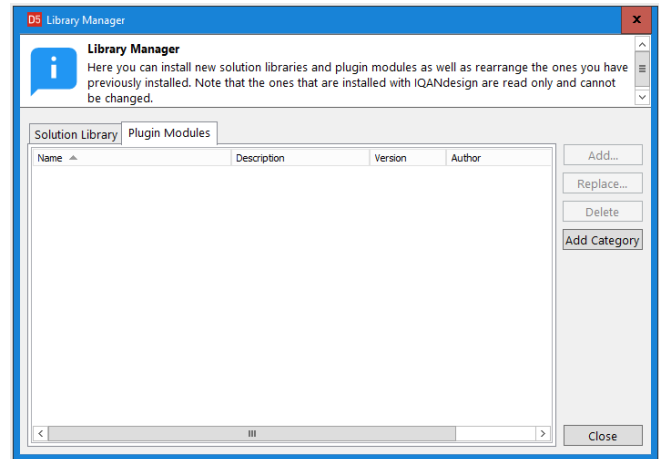 D5 Library Manager
Library Manager
Here you can install new solution libraries and plugin modules as well as rearrange the ones you have
previously installed. Note that the ones that are installed with IQANdesign are read only and cannot
be changed.
Solution Library Plugin Modules
Name Description Version Author
Add...
Replace...
Delete
Add Category
Close